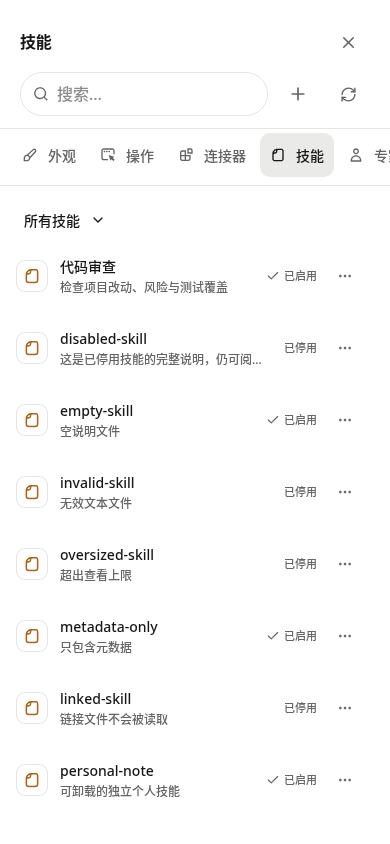 技能
搜索...
外观
操作
连接器
技能
所有技能
代码审查
检查项目改动、风险与测试覆盖
已启用
disabled-skill
这是已停用技能的完整说明，仍可阅...
已停用
empty-skill
空说明文件
已启用
invalid-skill
无效文本文件
已停用
oversized-skill
超出查看上限
已停用
metadata-only
只包含元数据
已启用
linked-skill
链接文件不会被读取
已停用
personal-note
可卸载的独立个人技能
已启用